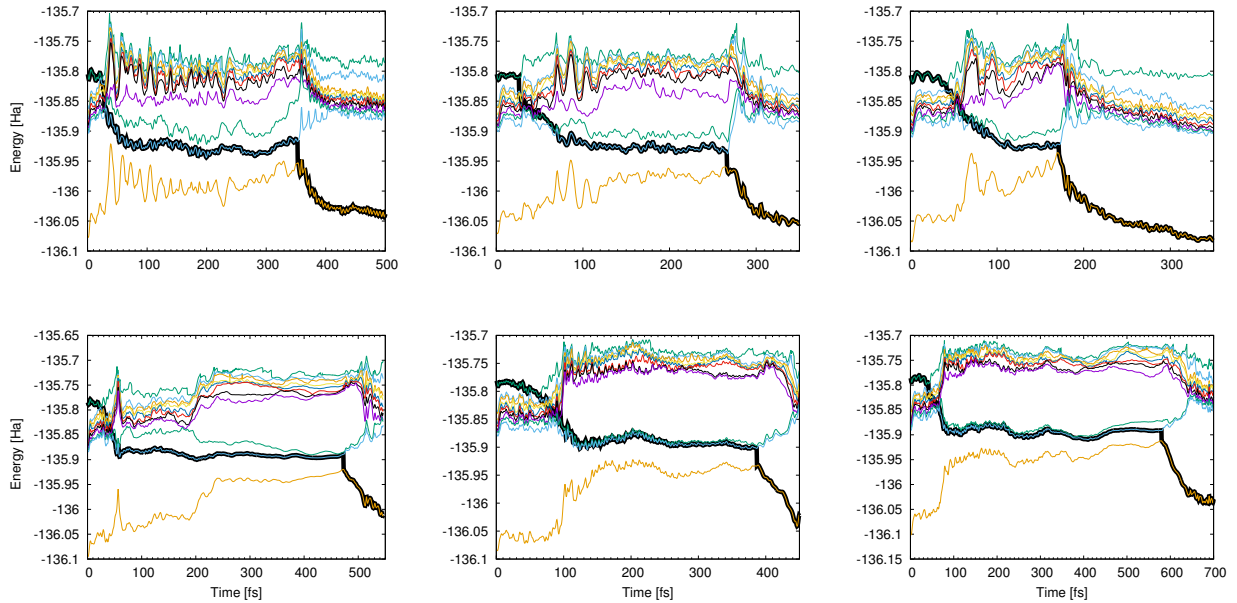 -135.7 -135.7 -135.7
-135.75 -135.75 -135.75
-135.8 -135.8 -135.8
-135.85 -135.85 -135.85
Energy [Ha]
-135.9 -135.9 -135.9
-135.95 -135.95 -135.95
-136 -136 -136
-136.05 -136.05 -136.05
-136.1 -136.1 -136.1
0 100 200 300 400 500 0 100 200 300 0 100 200 300
-135.65 -135.7 -135.7
-135.7 -135.75 -135.75
-135.75 -135.8 -135.8
-135.8 -135.85 -135.85
-135.85 -135.9 -135.9
Energy [Ha]
-135.9 -135.95 -135.95
-135.95 -136 -136
-136 -136.05 -136.05
-136.05 -136.1
-136.1 -136.1 -136.15
0 100 200 300 400 500 0 100 200 300 400 0 100 200 300 400 500 600 700
Time [fs] Time [fs] Time [fs]